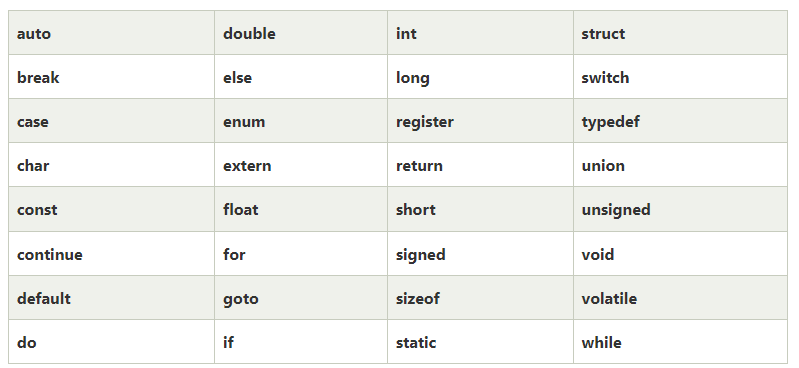 auto double int struct
break else long switch
case enum register typedef
char extern return union
const float short unsigned
continue for signed void
default goto sizeof volatile
do if static while